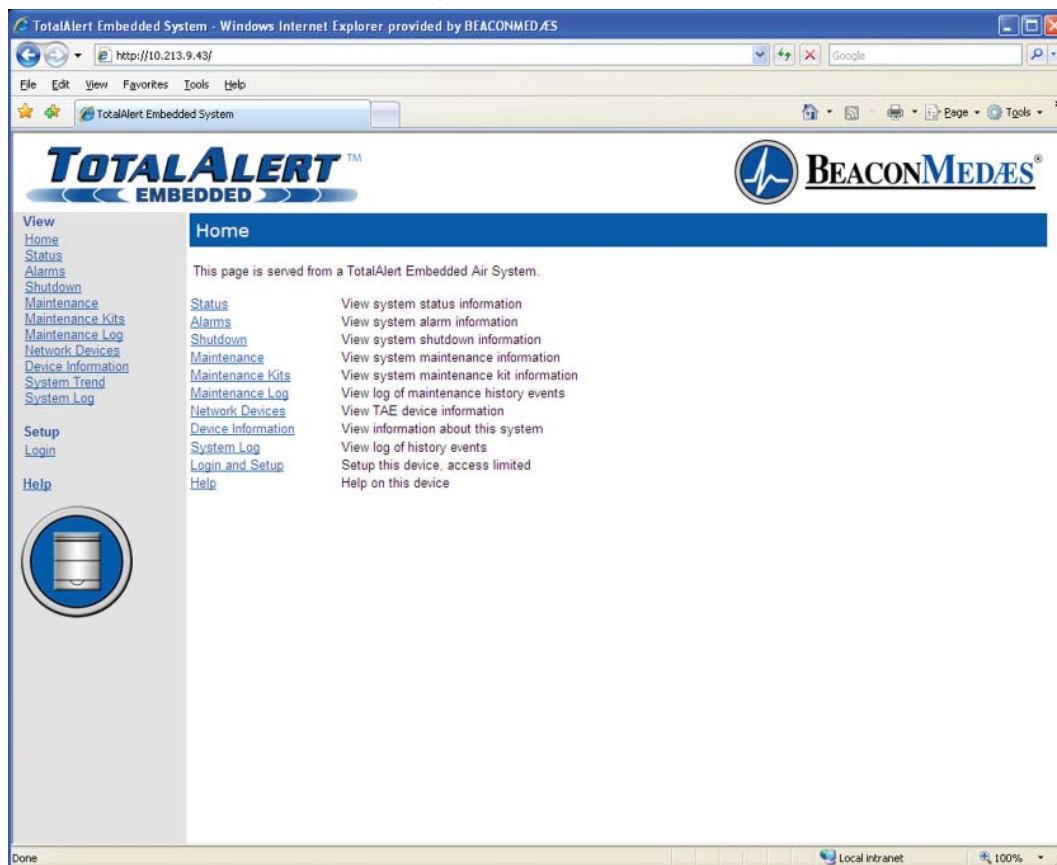 TotalAlert Embedded System - Windows Internet Explorer provided by BEACONMEDÆS
http://10.213.9.43/
Google
File Edit View Favorites Tools Help
TotalAlert Embedded System
Page Tools
TOTALALERT™
EMBEDDED
BEACONMEDÆS®
View
Home
Status
Alarms
Shutdown
Maintenance
Maintenance Kits
Maintenance Log
Network Devices
Device Information
System Trend
System Log
Setup
Login
Help
Home
This page is served from a TotalAlert Embedded Air System.
Status View system status information
Alarms View system alarm information
Shutdown View system shutdown information
Maintenance View system maintenance information
Maintenance Kits View system maintenance kit information
Maintenance Log View log of maintenance history events
Network Devices View TAE device information
Device Information View information about this system
System Log View log of history events
Login and Setup Setup this device, access limited
Help Help on this device
Done
Local intranet
100%